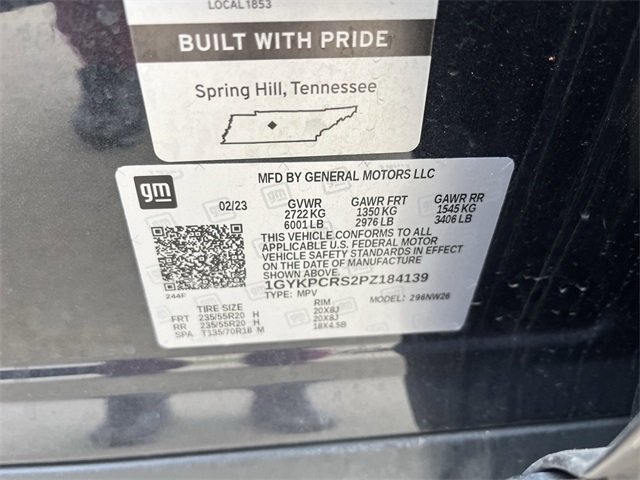 LOCAL 1853
BUILT WITH PRIDE
Spring Hill, Tennessee
gm
MFD BY GENERAL MOTORS LLC
02/23 GVWR GAWR FRT GAWR RR
2722 KG 1350 KG 1545 KG
6001 LB 2976 LB 3406 LB
THIS VEHICLE CONFORMS TO ALL
APPLICABLE U.S. FEDERAL MOTOR
VEHICLE SAFETY STANDARDS IN EFFECT
ON THE DATE OF MANUFACTURE
SHOWN ABOVE.
1GYKPCRS2PZ184139
TYPE: MPV MODEL: 296NW26
244F
TIRE SIZE RIM
FRT 235/55R20 H 20X8J
RR 235/55R20 H 20X8J
SPA T135/70R18 M 18X4.5B